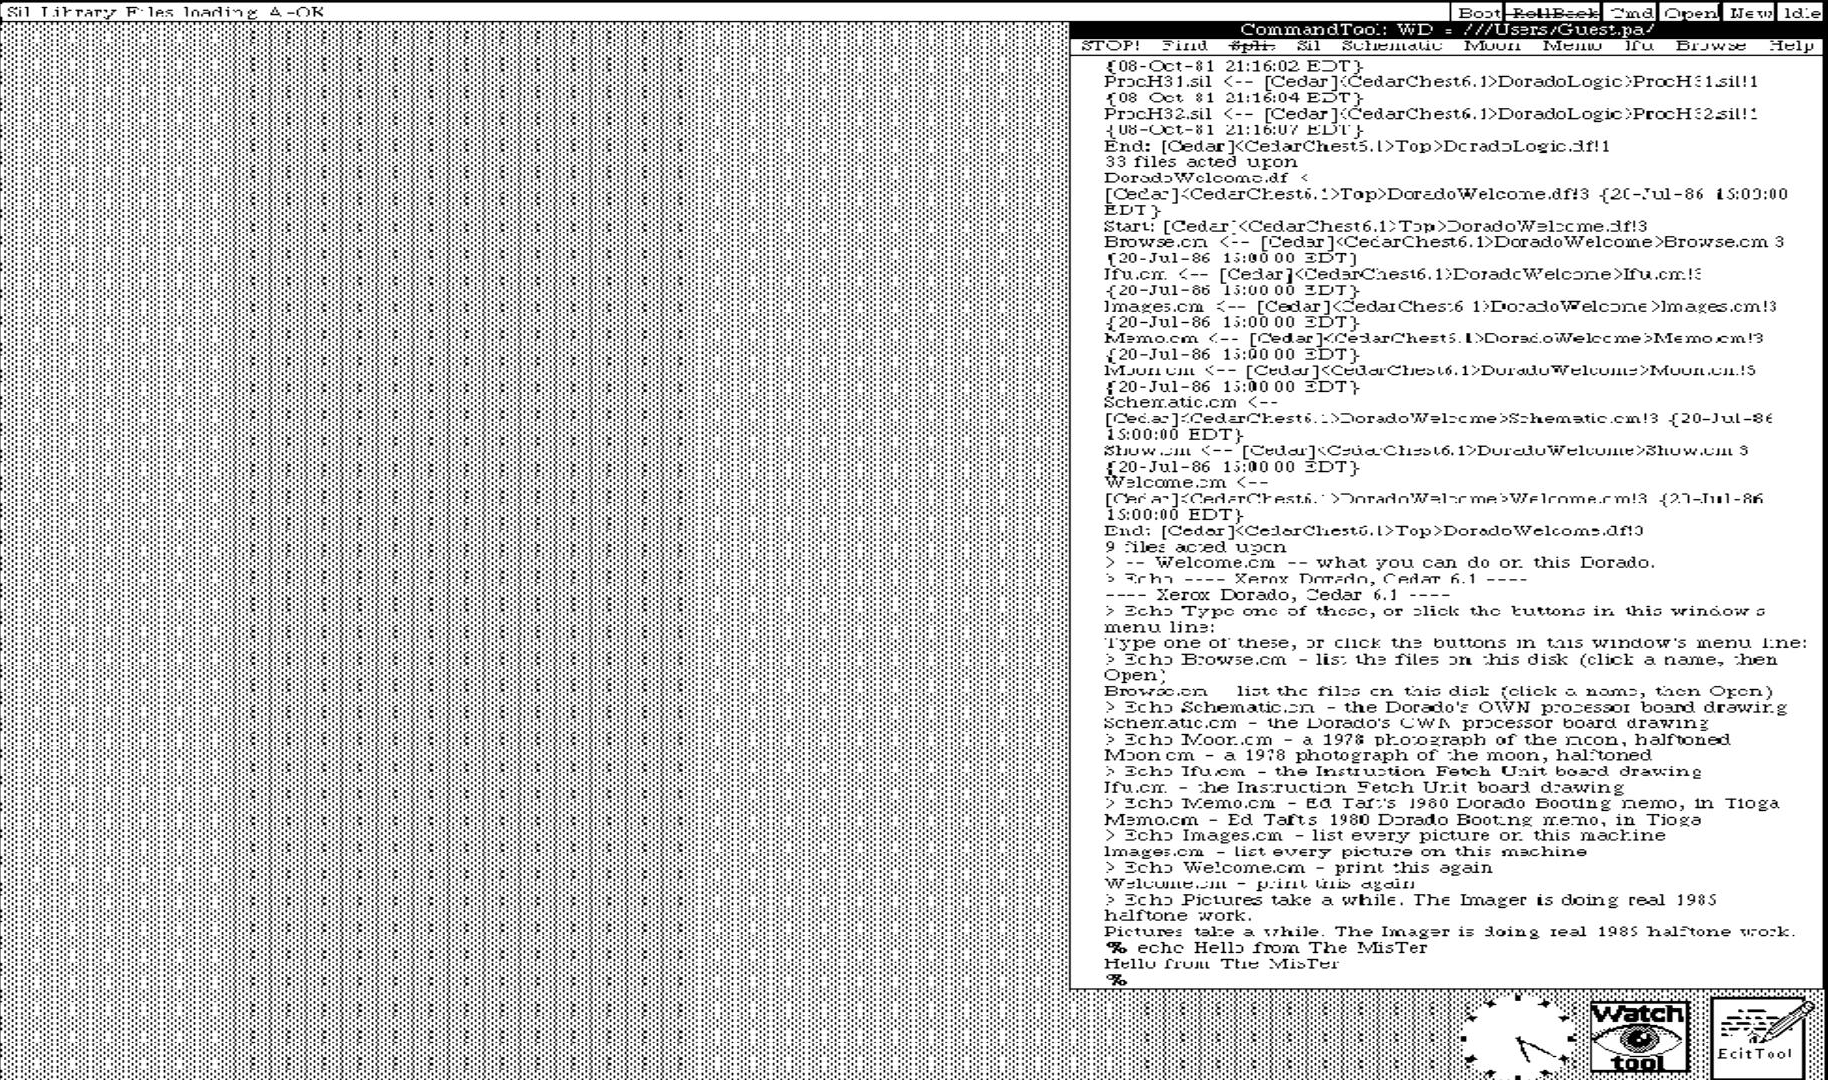 Sil Library Files loading A-OK
Boot RollBack Cmd Open New Idle
CommandTool: WD = ///Users/Guest.pa/
STOP! Find Split Sil Schematic Moon Memo Ifu Browse Help
{08-Oct-81 21:16:02 EDT}
ProcH31.sil <-- [Cedar]<CedarChest6.1>DoradoLogic>ProcH31.sil!1
{08-Oct-81 21:16:04 EDT}
ProcH32.sil <-- [Cedar]<CedarChest6.1>DoradoLogic>ProcH32.sil!1
{08-Oct-81 21:16:07 EDT}
End: [Cedar]<CedarChest6.1>Top>DoradoLogic.df!1
33 files acted upon
DoradoWelcome.df <
[Cedar]<CedarChest6.1>Top>DoradoWelcome.df!3 {20-Jul-86 15:00:00
EDT}
Start: [Cedar]<CedarChest6.1>Top>DoradoWelcome.df!3
Browse.cm <-- [Cedar]<CedarChest6.1>DoradoWelcome>Browse.cm!3
{20-Jul-86 15:00:00 EDT}
Ifu.cm <-- [Cedar]<CedarChest6.1>DoradoWelcome>Ifu.cm!3
{20-Jul-86 15:00:00 EDT}
Images.cm <-- [Cedar]<CedarChest6.1>DoradoWelcome>Images.cm!3
{20-Jul-86 15:00:00 EDT}
Memo.cm <-- [Cedar]<CedarChest6.1>DoradoWelcome>Memo.cm!3
{20-Jul-86 15:00:00 EDT}
Moon.cm <-- [Cedar]<CedarChest6.1>DoradoWelcome>Moon.cm!3
{20-Jul-86 15:00:00 EDT}
Schematic.cm <--
[Cedar]<CedarChest6.1>DoradoWelcome>Schematic.cm!3 {20-Jul-86
15:00:00 EDT}
Show.cm <-- [Cedar]<CedarChest6.1>DoradoWelcome>Show.cm!3
{20-Jul-86 15:00:00 EDT}
Welcome.cm <--
[Cedar]<CedarChest6.1>DoradoWelcome>Welcome.cm!3 {20-Jul-86
15:00:00 EDT}
End: [Cedar]<CedarChest6.1>Top>DoradoWelcome.df!3
9 files acted upon
> -- Welcome.cm -- what you can do on this Dorado.
> Echo ---- Xerox Dorado, Cedar 6.1 ----
---- Xerox Dorado, Cedar 6.1 ----
> Echo Type one of these, or click the buttons in this window's
menu line:
Type one of these, or click the buttons in this window's menu line:
> Echo Browse.cm - list the files on this disk (click a name, then
Open)
Browse.cm - list the files on this disk (click a name, then Open)
> Echo Schematic.cm - the Dorado's OWN processor board drawing
Schematic.cm - the Dorado's OWN processor board drawing
> Echo Moon.cm - a 1978 photograph of the moon, halftoned
Moon.cm - a 1978 photograph of the moon, halftoned
> Echo Ifu.cm - the Instruction Fetch Unit board drawing
Ifu.cm - the Instruction Fetch Unit board drawing
> Echo Memo.cm - Ed Taft's 1980 Dorado Booting memo, in Tioga
Memo.cm - Ed Taft's 1980 Dorado Booting memo, in Tioga
> Echo Images.cm - list every picture on this machine
Images.cm - list every picture on this machine
> Echo Welcome.cm - print this again
Welcome.cm - print this again
> Echo Pictures take a while. The Imager is doing real 1985
halftone work.
Pictures take a while. The Imager is doing real 1985 halftone work.
% echo Hello from The MisTer
Hello from The MisTer
%
Watch
tool
EditTool